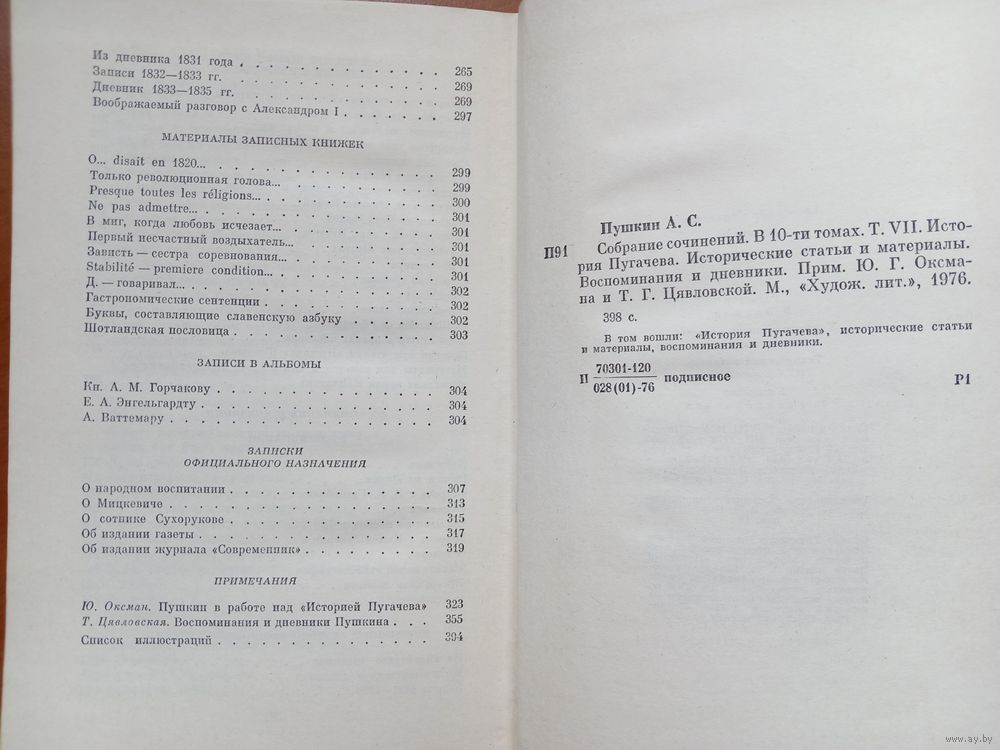 Из дневника 1831 года . . . . . . . . . . . . . 265
Записи 1832—1833 гг. . . . . . . . . . . . . . 269
Дневник 1833—1835 гг. . . . . . . . . . . . . 269
Воображаемый разговор с Александром I . . . . . . . 297
МАТЕРИАЛЫ ЗАПИСНЫХ КНИЖЕК
О... disait en 1820... . . . . . . . . . . . . . . 299
Только революционная голова... . . . . . . . . . . 299
Presque toutes les réligions... . . . . . . . . . . . 300
Ne pas admettre... . . . . . . . . . . . . . . . 301
В миг, когда любовь исчезает... . . . . . . . . . . 301
Первый несчастный воздыхатель... . . . . . . . . . 301
Зависть — сестра соревнования... . . . . . . . . . 301
Stabilité — premiere condition... . . . . . . . . . . 301
Д. — говаривал... . . . . . . . . . . . . . . . 302
Гастрономические сентенции . . . . . . . . . . . 302
Буквы, составляющие славенскую азбуку . . . . . . . 302
Шотландская пословица . . . . . . . . . . . . . 303
ЗАПИСИ В АЛЬБОМЫ
Кн. А. М. Горчакову . . . . . . . . . . . . . . 304
Е. А. Энгельгардту . . . . . . . . . . . . . . . 304
А. Ваттемару . . . . . . . . . . . . . . . . . 304
ЗАПИСКИ
ОФИЦИАЛЬНОГО НАЗНАЧЕНИЯ
О народном воспитании . . . . . . . . . . . . . 307
О Мицкевиче . . . . . . . . . . . . . . . . . 313
О сотнике Сухорукове . . . . . . . . . . . . . . 315
Об издании газеты . . . . . . . . . . . . . . . 317
Об издании журнала «Современник» . . . . . . . . . 319
ПРИМЕЧАНИЯ
Ю. Оксман. Пушкин в работе над «Историей Пугачева» 323
Т. Цявловская. Воспоминания и дневники Пушкина . . . 355
Список иллюстраций . . . . . . . . . . . . . . 394
Пушкин А. С.
П91 Собрание сочинений. В 10-ти томах. Т. VII. Исто-
рия Пугачева. Исторические статьи и материалы.
Воспоминания и дневники. Прим. Ю. Г. Оксма-
на и Т. Г. Цявловской. М., «Худож. лит.», 1976.
398 с.
В том вошли: «История Пугачева», исторические статьи
и материалы, воспоминания и дневники.
70301-120
П подписное Р1
028(01)-76
www.ay.by